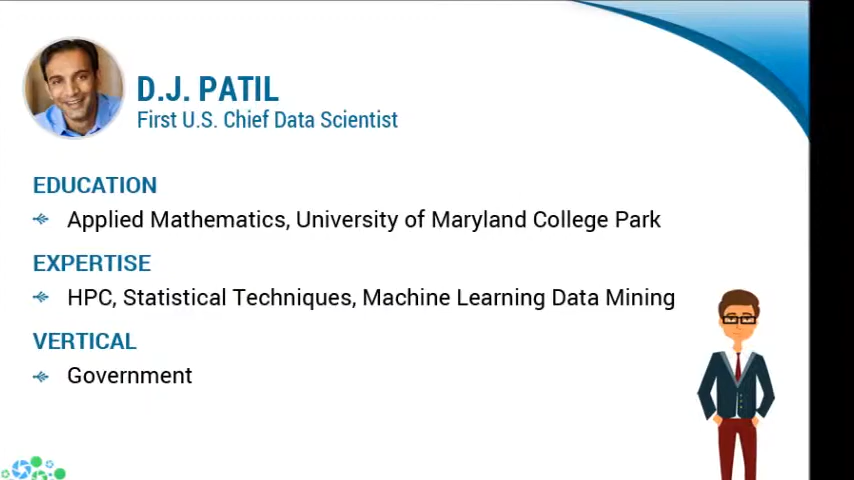 D.J. PATIL
First U.S. Chief Data Scientist
EDUCATION
Applied Mathematics, University of Maryland College Park
EXPERTISE
HPC, Statistical Techniques, Machine Learning Data Mining
VERTICAL
Government